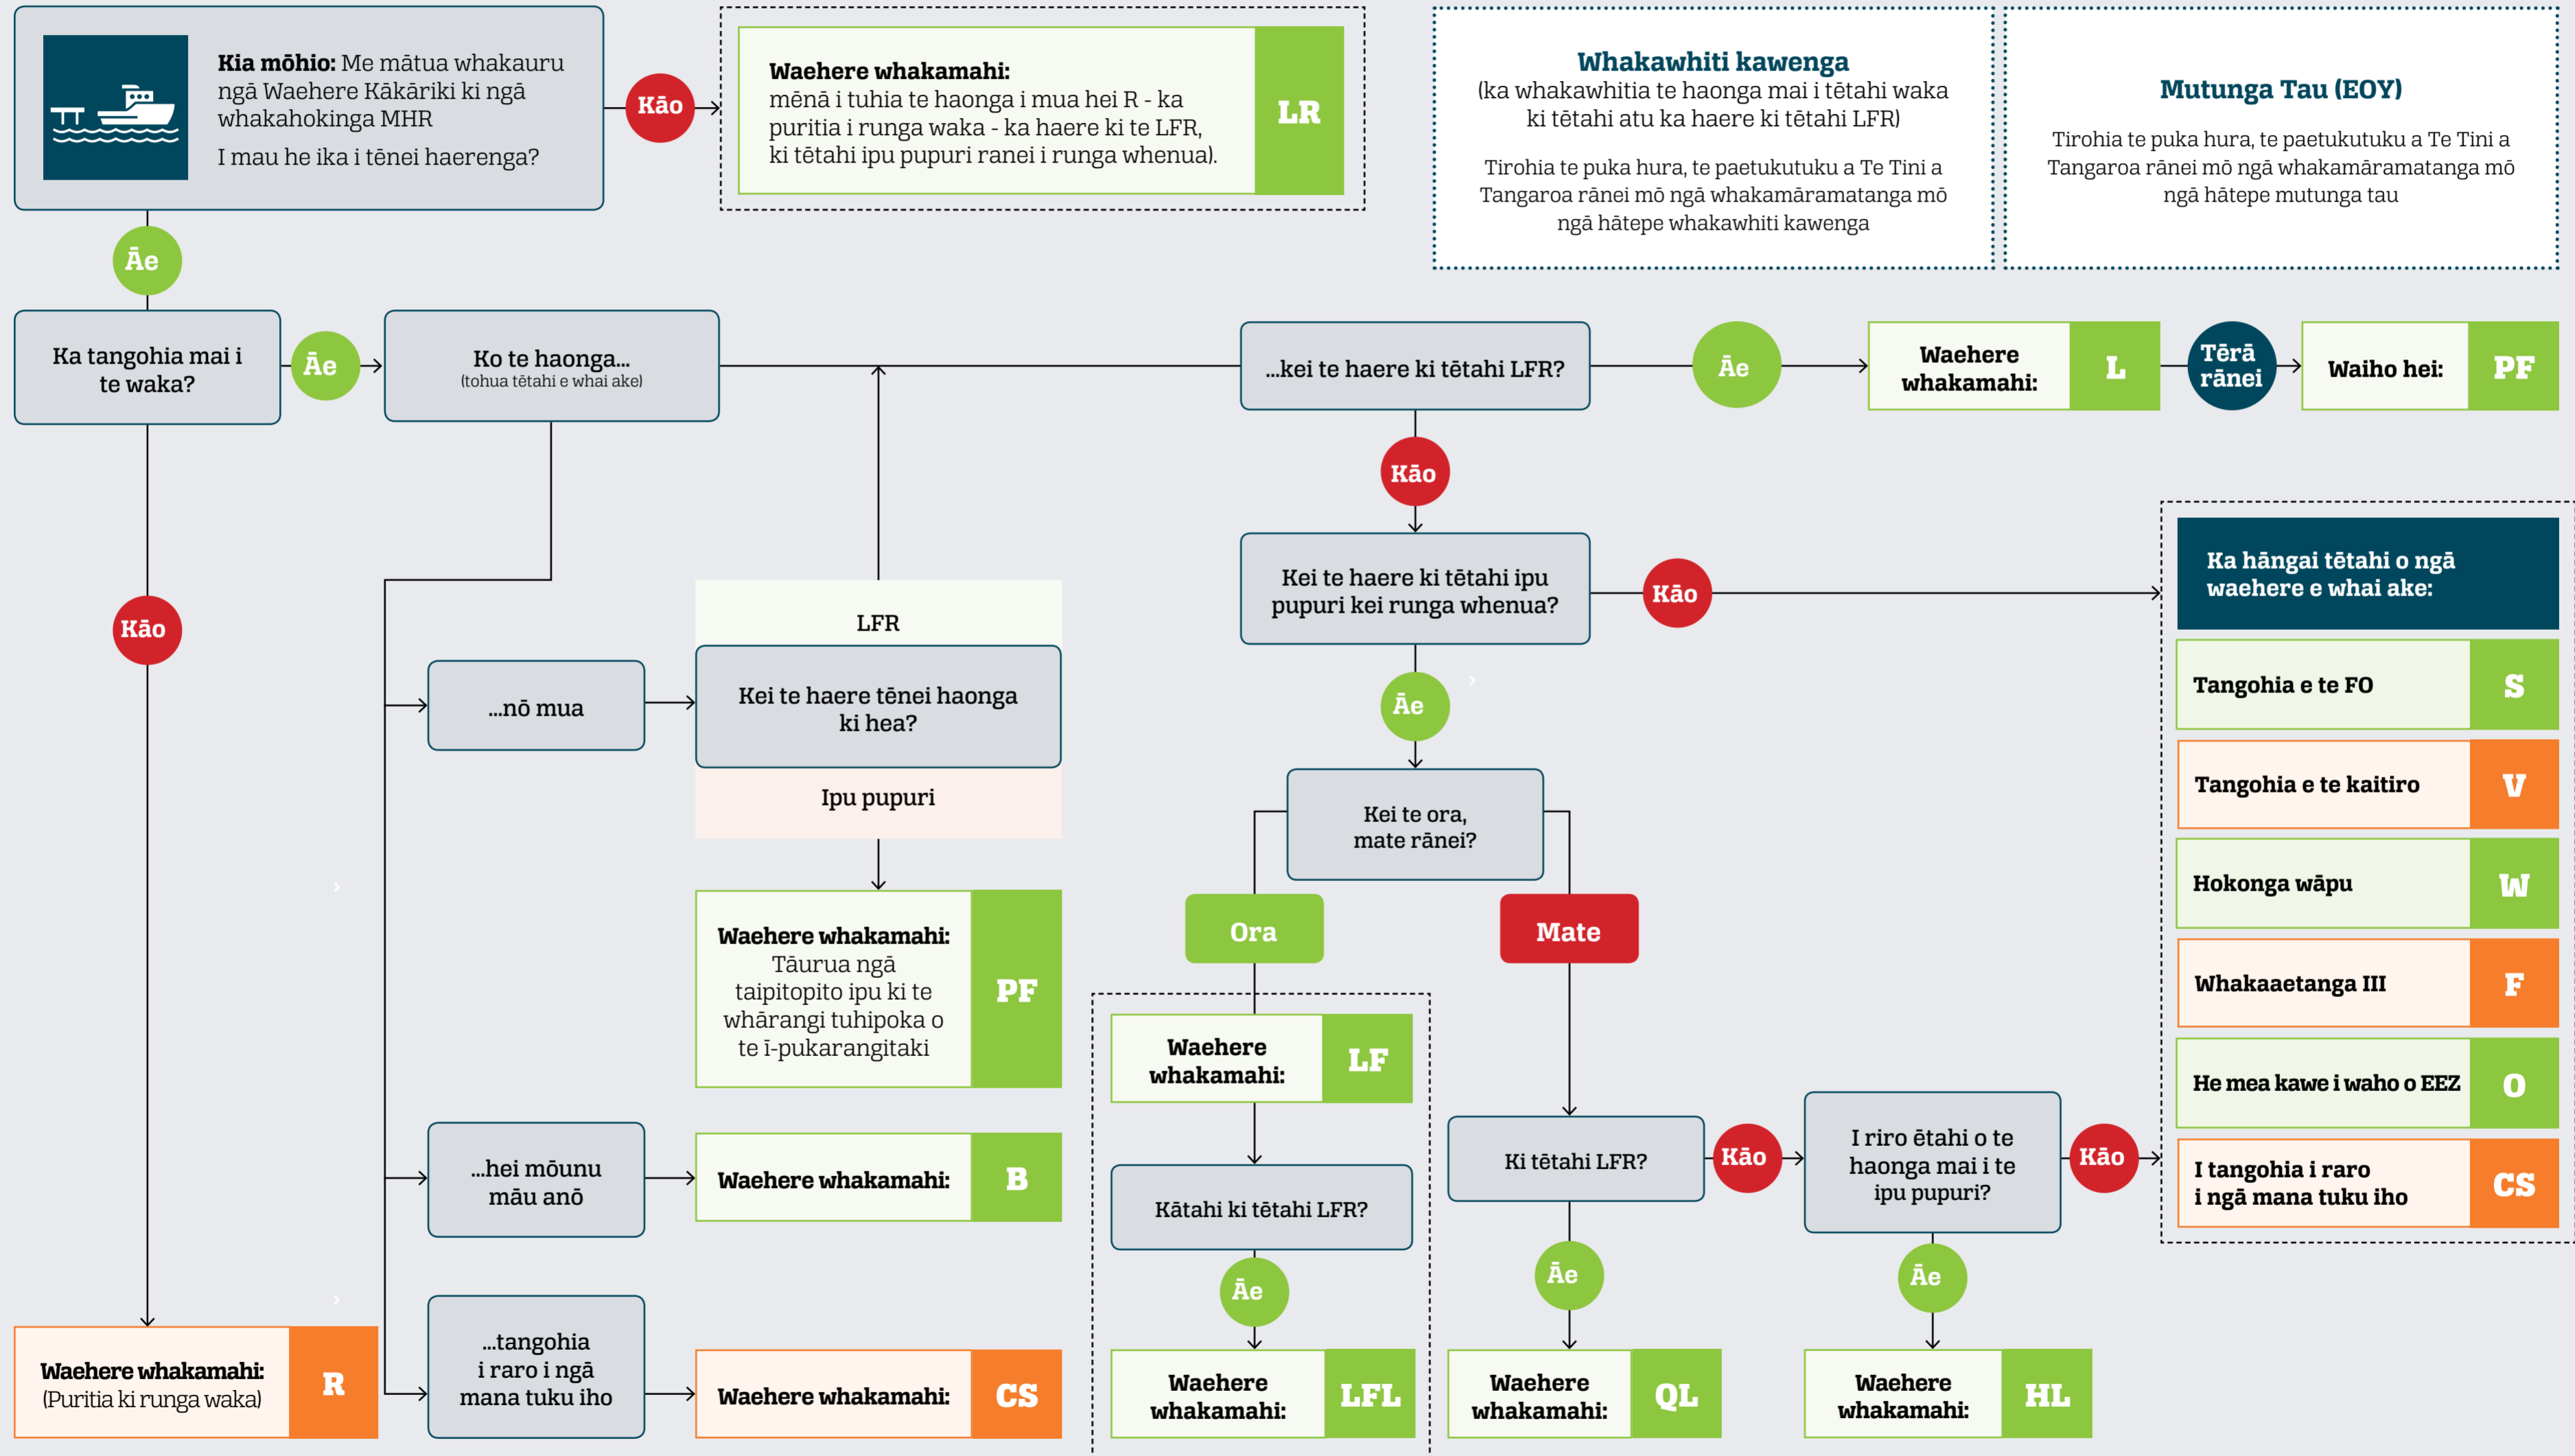 Kia mōhio: Me mātua whakauru
ngā Waehere Kākāriki ki ngā
whakahokinga MHR
I mau he ika i tēnei haerenga?
Kāo
Waehere whakamahi:
mēnā i tuhia te haonga i mua hei R - ka
puritia i runga waka - ka haere ki te LFR,
ki tētahi ipu pupuri ranei i runga whenua).
LR
Whakawhiti kawenga
(ka whakawhitia te haonga mai i tētahi waka
ki tētahi atu ka haere ki tētahi LFR)
Tirohia te puka hura, te paetukutuku a Te Tini a
Tangaroa rānei mō ngā whakamāramatanga mō
ngā hātepe whakawhiti kawenga
Mutunga Tau (EOY)
Tirohia te puka hura, te paetukutuku a Te Tini a
Tangaroa rānei mō ngā whakamāramatanga mō
ngā hātepe mutunga tau
Āe
Ka tangohia mai i
te waka?
Āe
Ko te haonga...
(tohua tētahi e whai ake)
...kei te haere ki tētahi LFR?
Āe
Waehere
whakamahi:
L
Tērā
rānei
Waiho hei:
PF
Kāo
Kei te haere ki tētahi ipu
pupuri kei runga whenua?
Kāo
Ka hāngai tētahi o ngā
waehere e whai ake:
Tangohia e te FO
S
Tangohia e te kaitiro
V
Hokonga wāpu
W
Whakaaetanga III
F
He mea kawe i waho o EEZ
O
I tangohia i raro
i ngā mana tuku iho
CS
Kāo
LFR
...nō mua
Kei te haere tēnei haonga
ki hea?
Ipu pupuri
Waehere whakamahi:
Tāurua ngā
taipitopito ipu ki te
whārangi tuhipoka o
te ī-pukarangitaki
PF
...hei mōunu
māu anō
Waehere whakamahi:
B
...tangohia
i raro i ngā
mana tuku iho
Waehere whakamahi:
CS
Waehere whakamahi:
(Puritia ki runga waka)
R
Āe
Kei te ora,
mate rānei?
Ora
Mate
Waehere
whakamahi:
LF
Kātahi ki tētahi LFR?
Āe
Waehere
whakamahi:
LFL
Ki tētahi LFR?
Kāo
I riro ētahi o te
haonga mai i te
ipu pupuri?
Kāo
Āe
Waehere
whakamahi:
QL
Āe
Waehere
whakamahi:
HL